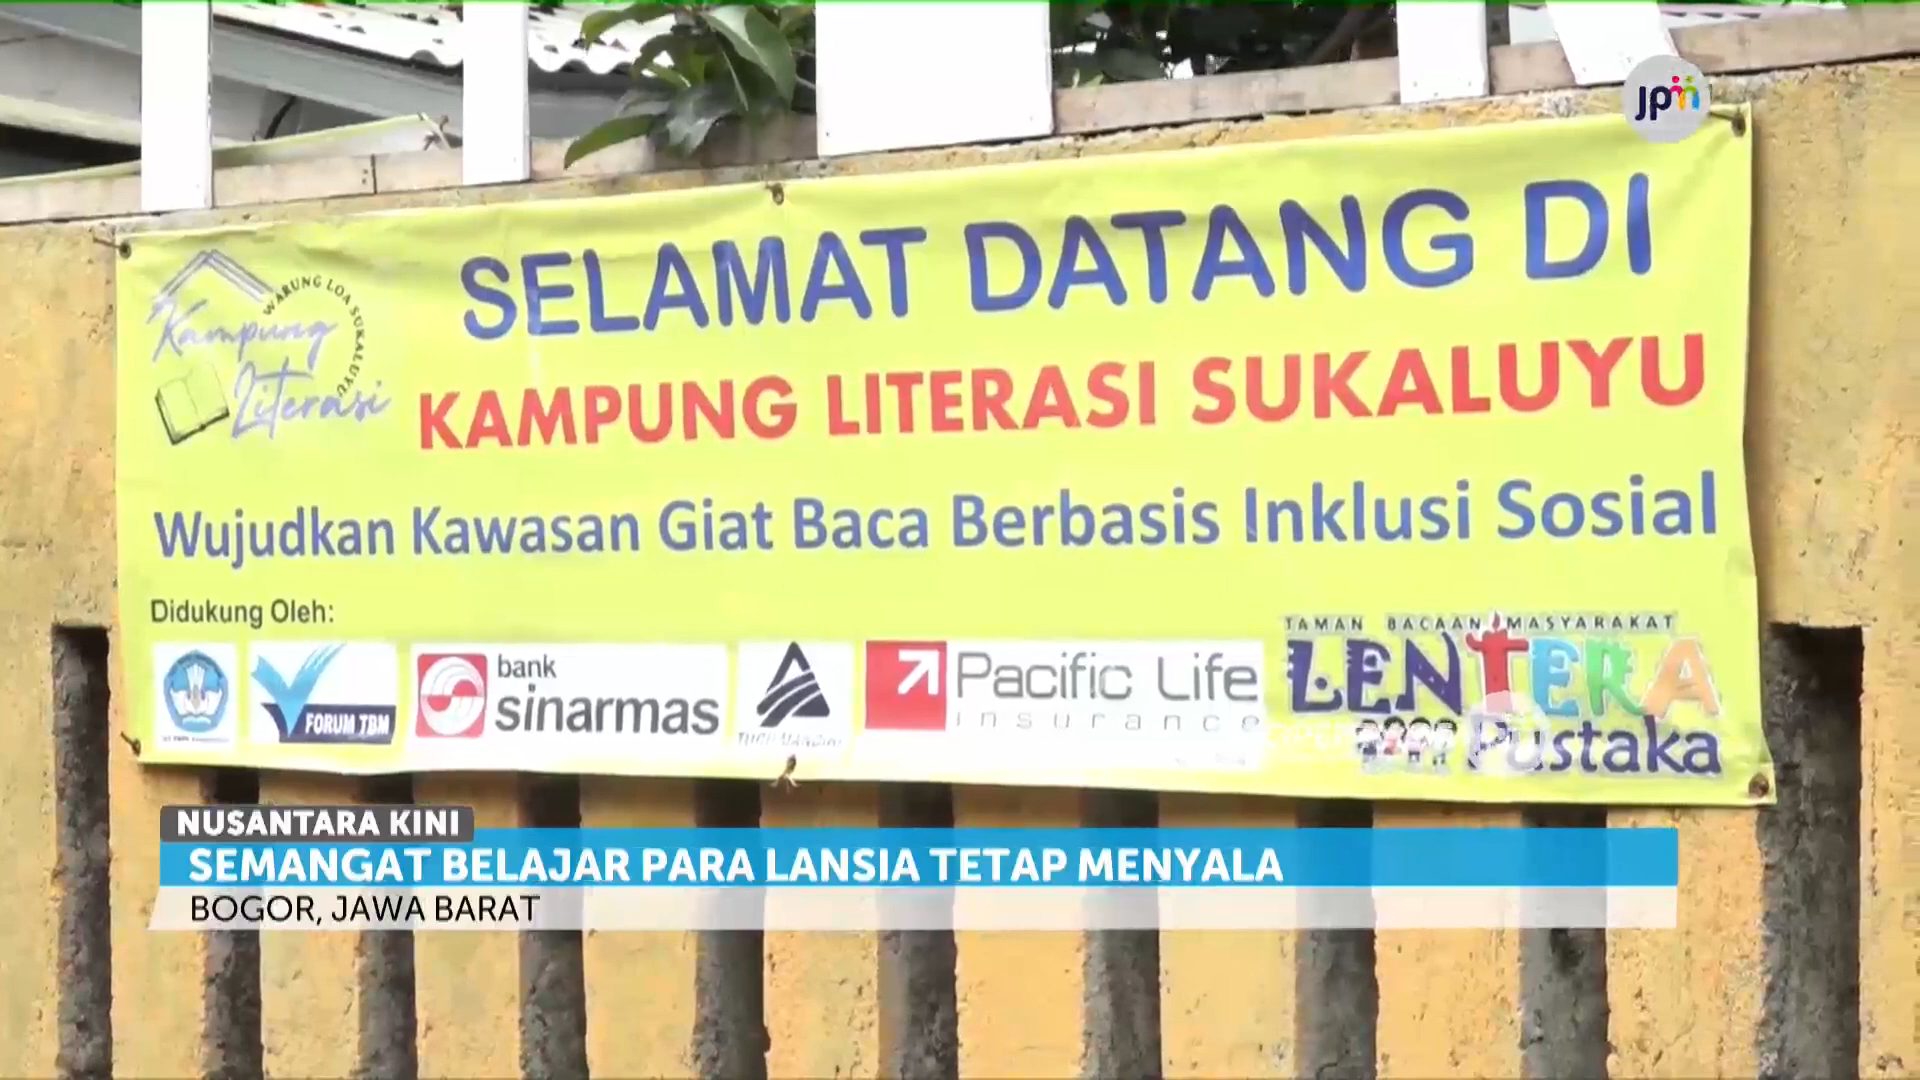 jpm
WARUNG LOA SUKALUYU
Kampung
Literasi
SELAMAT DATANG DI
KAMPUNG LITERASI SUKALUYU
Wujudkan Kawasan Giat Baca Berbasis Inklusi Sosial
Didukung Oleh:
FORUM TBM
bank
sinarmas
Pacific Life
insurance
TAMAN BACAAN MASYARAKAT
LENTERA
Pustaka
NUSANTARA KINI
SEMANGAT BELAJAR PARA LANSIA TETAP MENYALA
BOGOR, JAWA BARAT